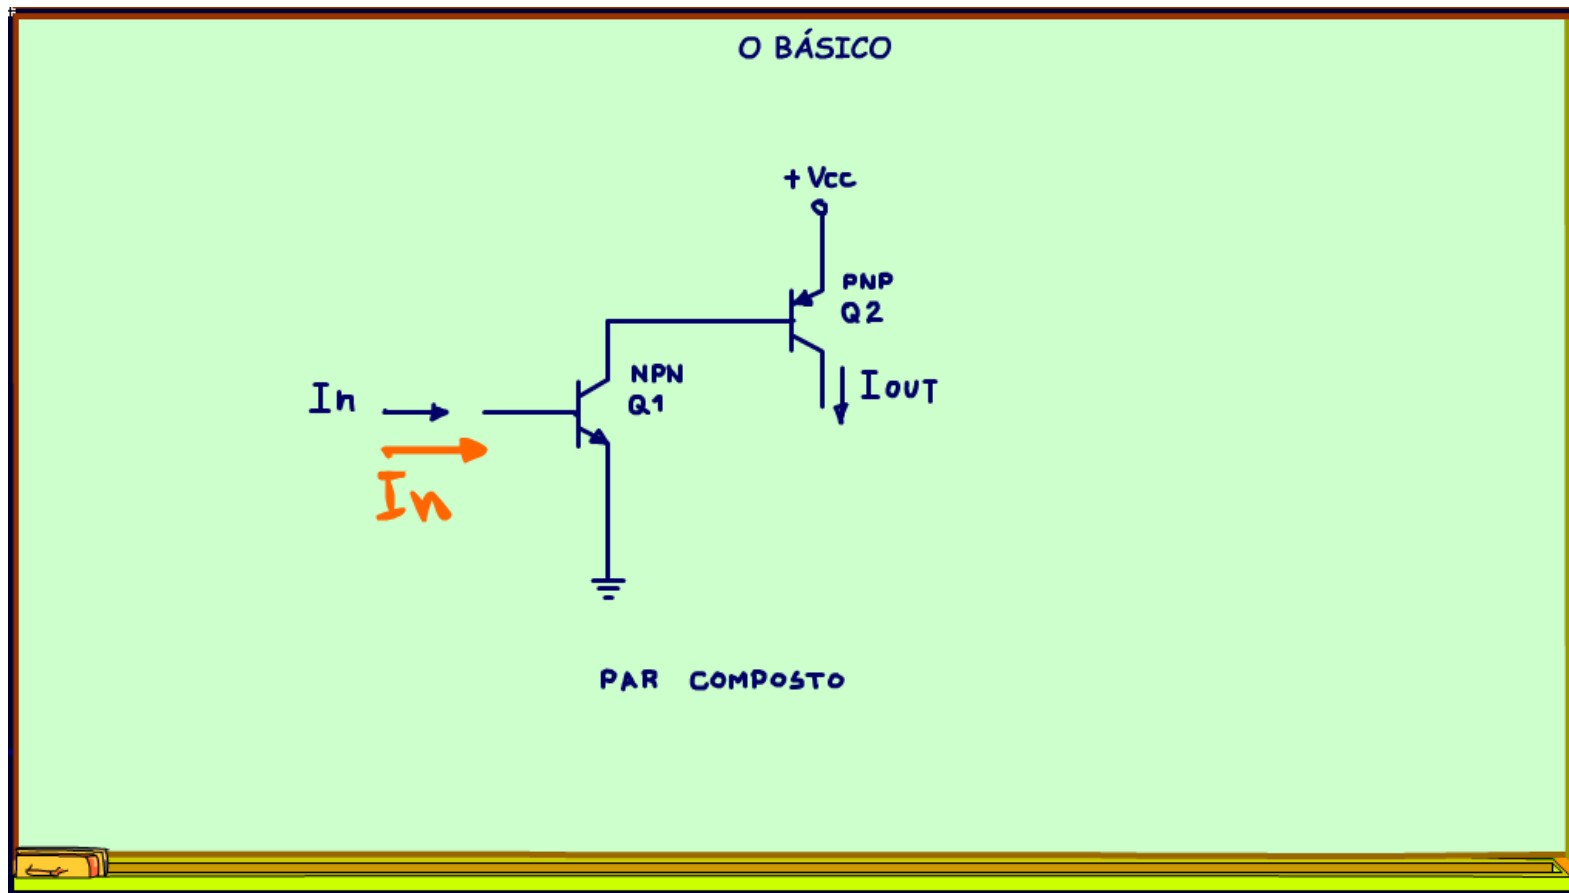 O BÁSICO
+Vcc
PNP
Q2
NPN
Q1
In
IOUT
In
PAR COMPOSTO